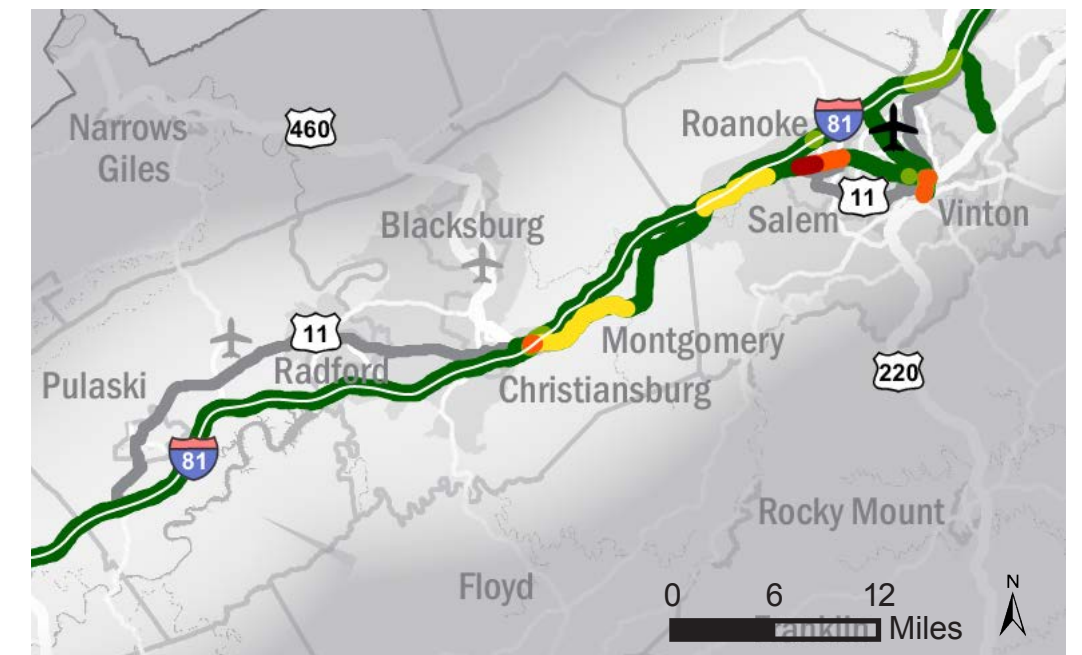 460
Narrows
Giles
Roanoke
81
11
Salem
Vinton
Blacksburg
11
Radford
Montgomery
Pulaski
Christiansburg
220
81
Rocky Mount
Floyd
0 6 12
Franklin Miles
N